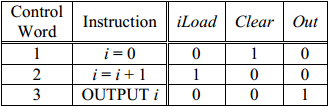 Control Word Instruction iLoad Clear Out
1 i = 0 0 1 0
2 i = i + 1 1 0 0
3 OUTPUT i 0 0 1